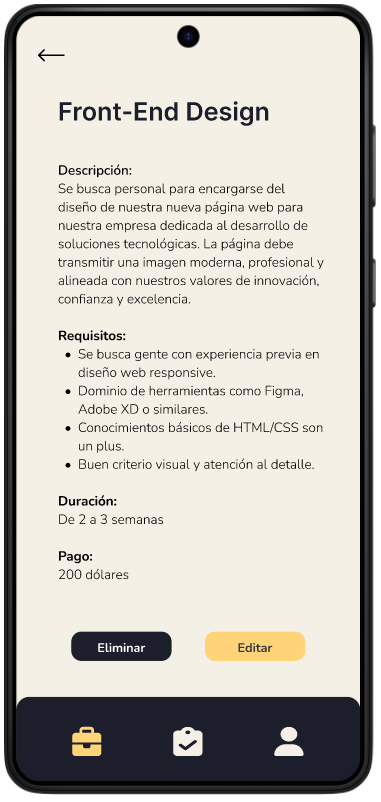 Front-End Design
Descripción:
Se busca personal para encargarse del
diseño de nuestra nueva página web para
nuestra empresa dedicada al desarrollo de
soluciones tecnológicas. La página debe
transmitir una imagen moderna, profesional y
alineada con nuestros valores de innovación,
confianza y excelencia.
Requisitos:
• Se busca gente con experiencia previa en
diseño web responsive.
• Dominio de herramientas como Figma,
Adobe XD o similares.
• Conocimientos básicos de HTML/CSS son
un plus.
• Buen criterio visual y atención al detalle.
Duración:
De 2 a 3 semanas
Pago:
200 dólares
Eliminar Editar